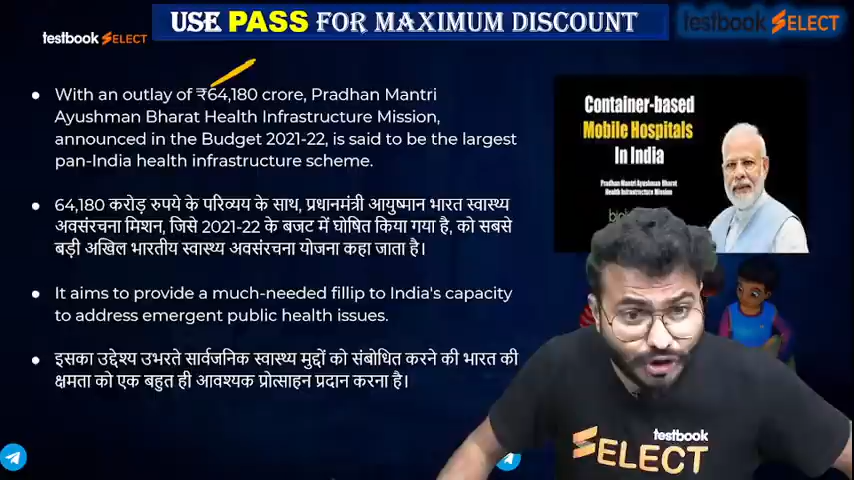 USE PASS FOR MAXIMUM DISCOUNT
testbook SELECT
testbook SELECT
With an outlay of ₹64,180 crore, Pradhan Mantri
Ayushman Bharat Health Infrastructure Mission,
announced in the Budget 2021-22, is said to be the largest
pan-India health infrastructure scheme.
64,180 करोड़ रुपये के परिव्यय के साथ, प्रधानमंत्री आयुष्मान भारत स्वास्थ्य
अवसंरचना मिशन, जिसे 2021-22 के बजट में घोषित किया गया है, को सबसे
बड़ी अखिल भारतीय स्वास्थ्य अवसंरचना योजना कहा जाता है।
It aims to provide a much-needed fillip to India's capacity
to address emergent public health issues.
इसका उद्देश्य उभरते सार्वजनिक स्वास्थ्य मुद्दों को संबोधित करने की भारत की
क्षमता को एक बहुत ही आवश्यक प्रोत्साहन प्रदान करना है।
Container-based
Mobile Hospitals
In India
Pradhan Mantri Ayushman Bharat
Health Infrastructure Mission
testbook
SELECT